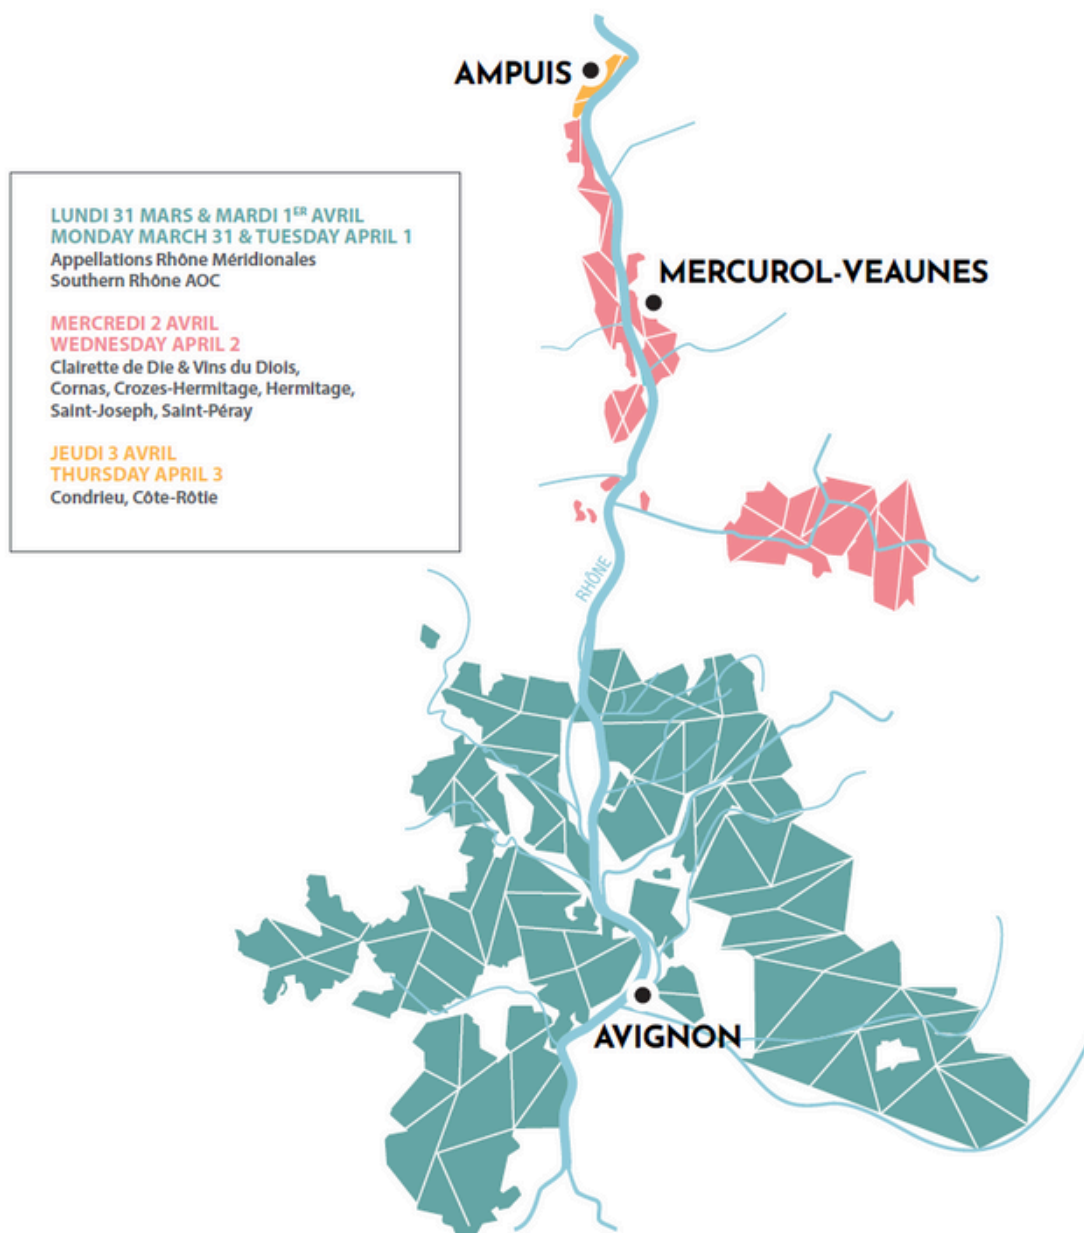 AMPUIS
LUNDI 31 MARS & MARDI 1ER AVRIL
MONDAY MARCH 31 & TUESDAY APRIL 1
Appellations Rhône Méridionales
Southern Rhône AOC
MERCUROL-VEAUNES
MERCREDI 2 AVRIL
WEDNESDAY APRIL 2
Clairette de Die & Vins du Diois,
Cornas, Crozes-Hermitage, Hermitage,
Saint-Joseph, Saint-Péray
JEUDI 3 AVRIL
THURSDAY APRIL 3
Condrieu, Côte-Rôtie
RHÔNE
AVIGNON